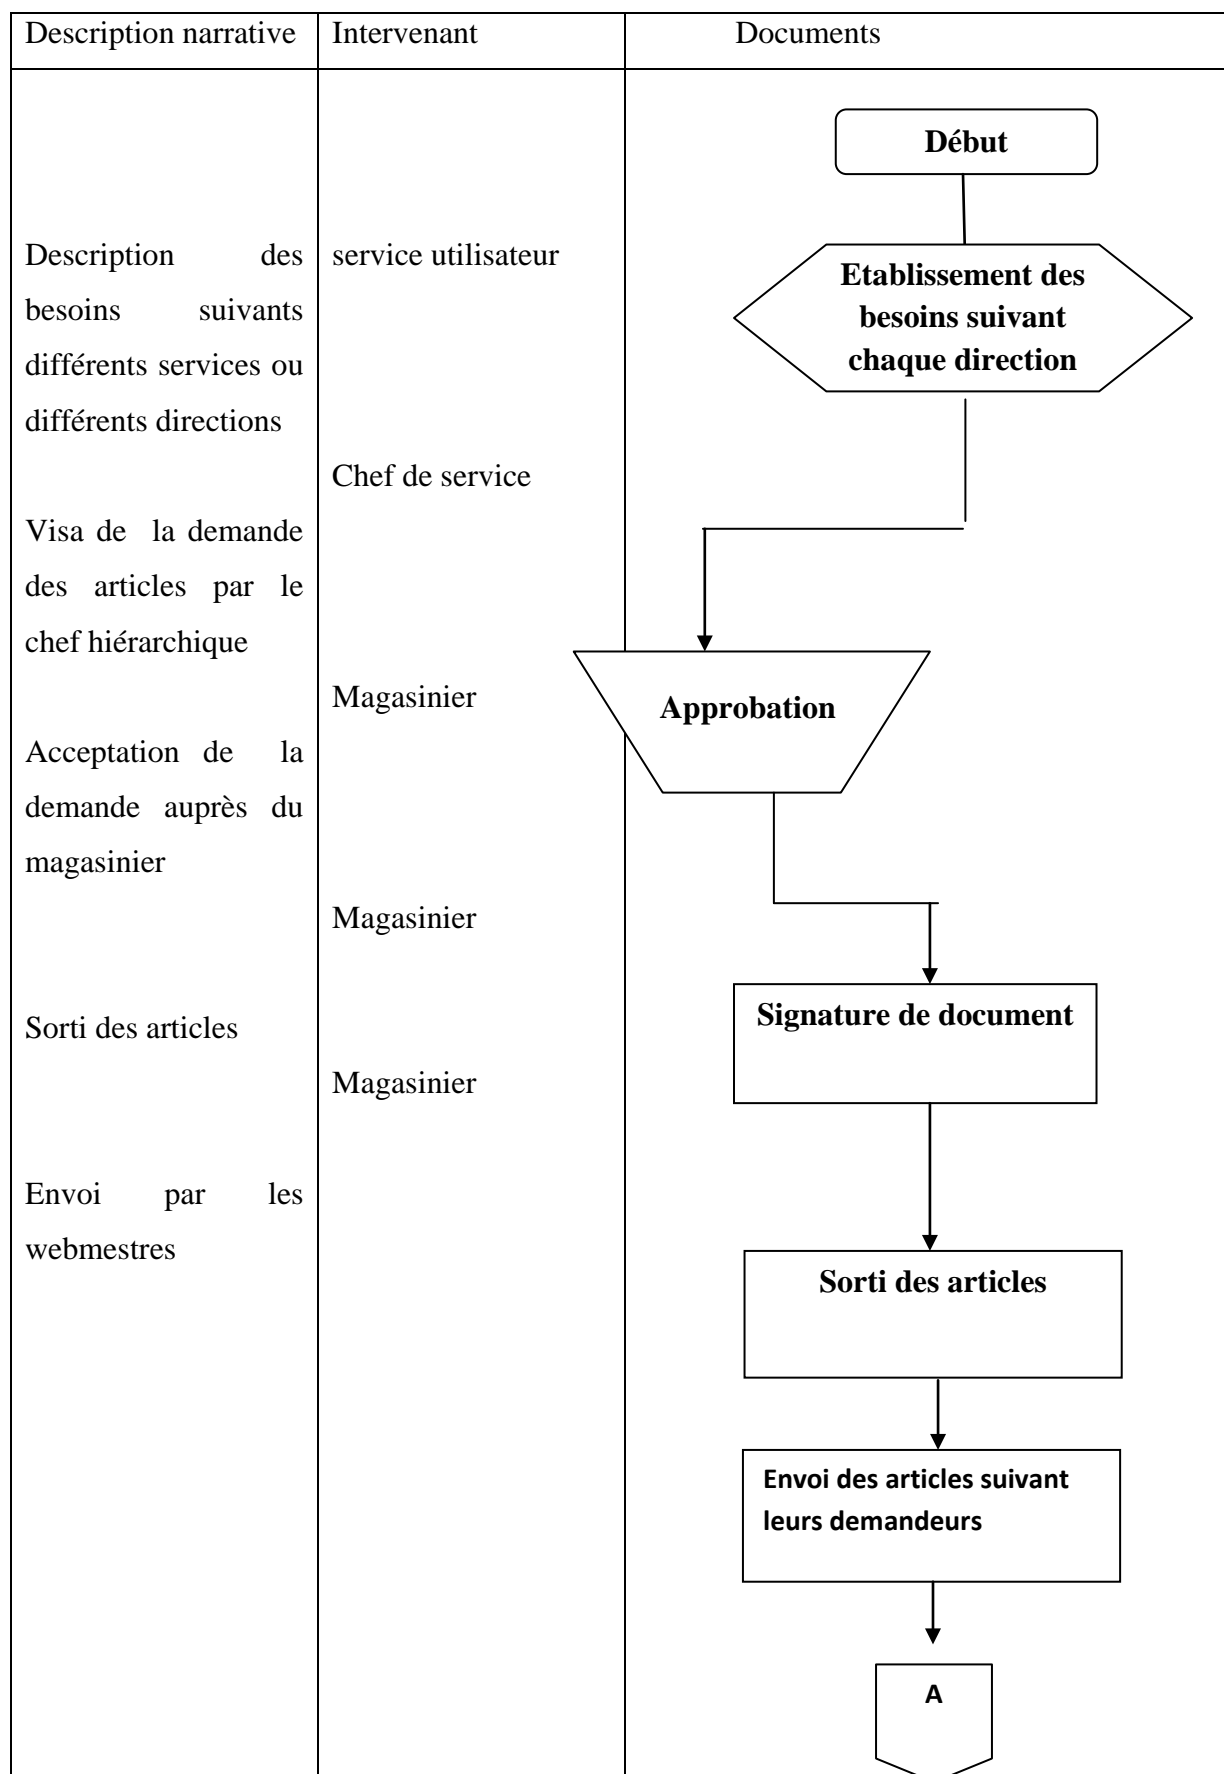 Description narrative
Intervenant
Documents
Description des
besoins suivants
différents services ou
différents directions
Visa de la demande
des articles par le
chef hiérarchique
Acceptation de la
demande auprès du
magasinier
Sorti des articles
Envoi par les
webmestres
service utilisateur
Chef de service
Magasinier
Magasinier
Magasinier
Début
Etablissement des
besoins suivant
chaque direction
Approbation
Signature de document
Sorti des articles
Envoi des articles suivant
leurs demandeurs
A